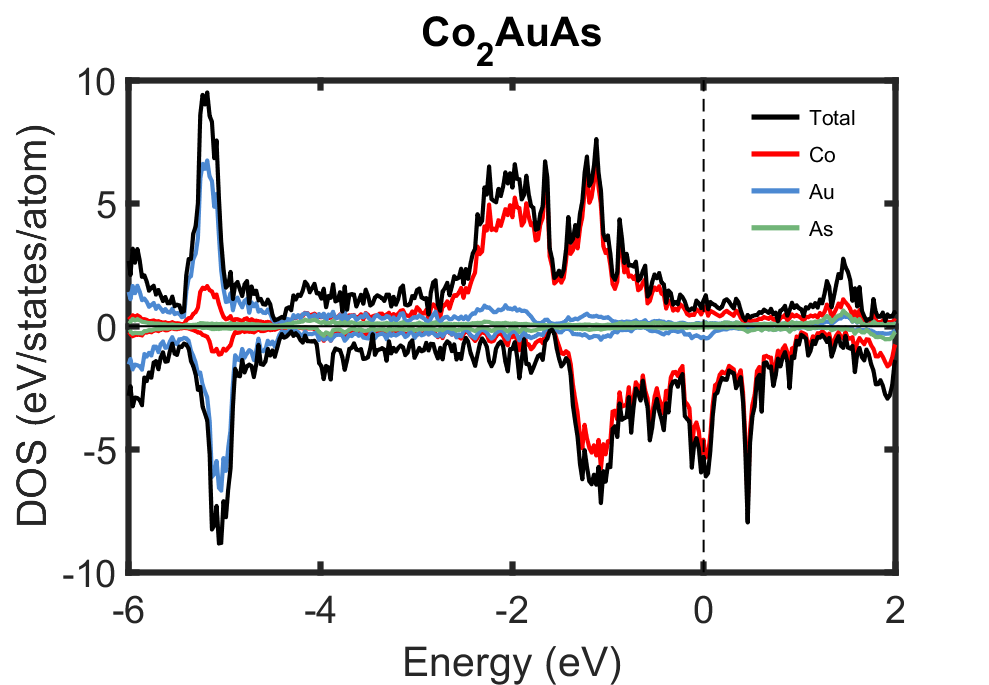 Co₂AuAs
DOS (eV/states/atom)
10
5
0
-5
-10
Total
Co
Au
As
-6 -4 -2 0 2
Energy (eV)